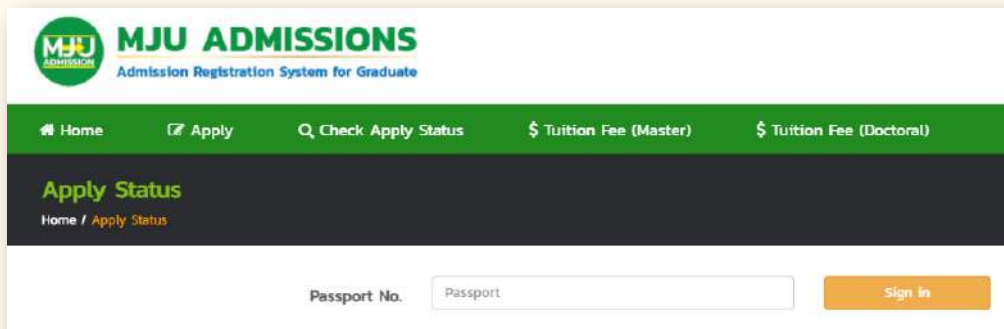 MJU
ADMISSION
MJU ADMISSIONS
Admission Registration System for Graduate
Home Apply Check Apply Status $ Tuition Fee (Master) $ Tuition Fee (Doctoral)
Apply Status
Home / Apply Status
Passport No. Passport Sign in